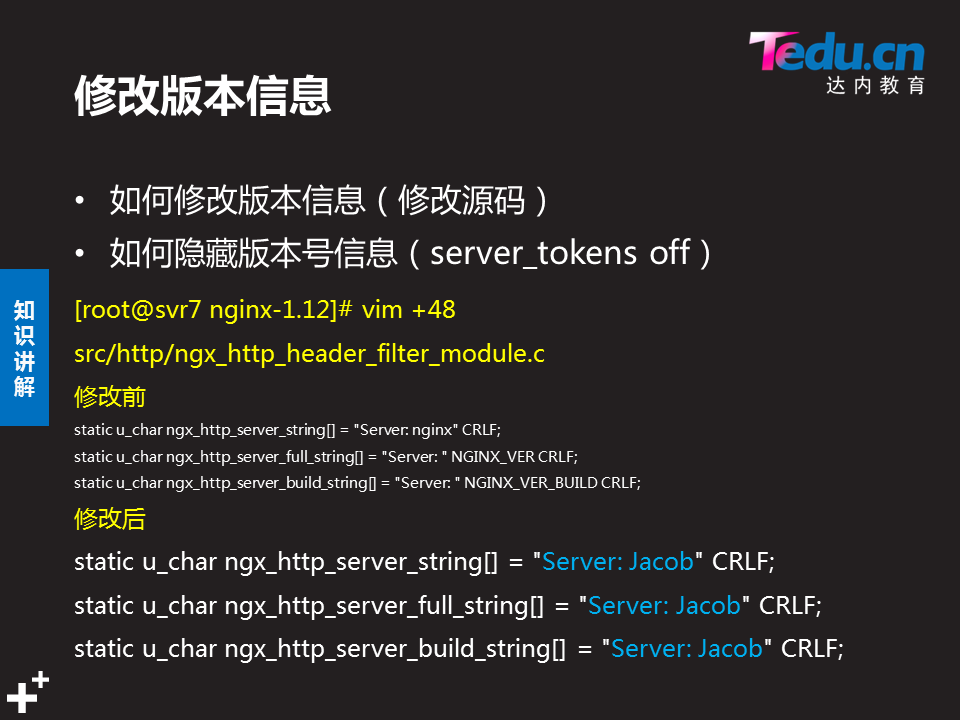 Tedu.cn
达内教育
修改版本信息
• 如何修改版本信息（修改源码）
• 如何隐藏版本号信息（server_tokens off）
知识讲解
[root@svr7 nginx-1.12]# vim +48
src/http/ngx_http_header_filter_module.c
修改前
static u_char ngx_http_server_string[] = "Server: nginx" CRLF;
static u_char ngx_http_server_full_string[] = "Server: " NGINX_VER CRLF;
static u_char ngx_http_server_build_string[] = "Server: " NGINX_VER_BUILD CRLF;
修改后
static u_char ngx_http_server_string[] = "Server: Jacob" CRLF;
static u_char ngx_http_server_full_string[] = "Server: Jacob" CRLF;
static u_char ngx_http_server_build_string[] = "Server: Jacob" CRLF;